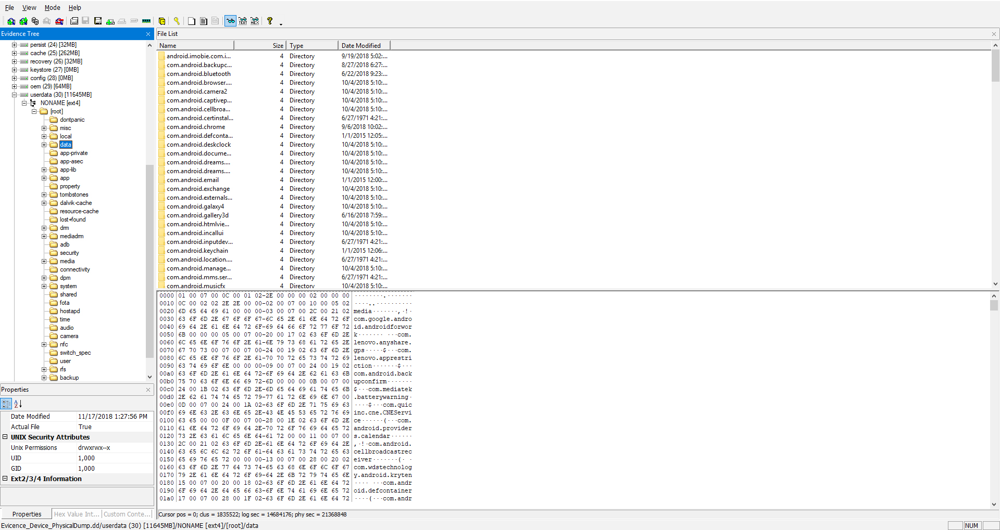 File View Mode Help
Evidence Tree
persist (24) [32MB]
cache (25) [262MB]
recovery (26) [32MB]
keystore (27) [0MB]
config (28) [0MB]
oem (29) [64MB]
userdata (30) [11645MB]
NONAME [ext4]
[root]
dontpanic
misc
local
data
app-private
app-asec
app-lib
app
property
tombstones
dalvik-cache
resource-cache
lost+found
drm
mediadrm
adb
security
media
connectivity
dpm
system
shared
fota
hostapd
time
audio
camera
nfc
switch_spec
user
rfs
backup
Properties
Date Modified 11/17/2018 1:27:56 PM
Actual File True
UNIX Security Attributes
Unix Permissions drwxrwx--x
UID 1,000
GID 1,000
Ext2/3/4 Information
Properties Hex Value Int... Custom Conte...
File List
Name Size Type Date Modified
android.imobie.com.i... 4 Directory 9/19/2018 5:02:...
com.android.backupc... 4 Directory 8/27/2018 6:27:...
com.android.bluetooth 4 Directory 6/22/2018 9:23:...
com.android.browser.... 4 Directory 10/4/2018 5:10:...
com.android.camera2 4 Directory 10/4/2018 5:10:...
com.android.captivep... 4 Directory 10/4/2018 5:10:...
com.android.cellbroa... 4 Directory 10/4/2018 5:10:...
com.android.certinstal... 4 Directory 6/27/1971 4:21:...
com.android.chrome 4 Directory 9/6/2018 10:02:...
com.android.defconta... 4 Directory 1/1/2015 12:05:...
com.android.deskclock 4 Directory 10/4/2018 5:10:...
com.android.docume... 4 Directory 10/4/2018 5:10:...
com.android.dreams.... 4 Directory 10/4/2018 5:10:...
com.android.dreams.... 4 Directory 10/4/2018 5:10:...
com.android.email 4 Directory 1/1/2015 12:00:...
com.android.exchange 4 Directory 10/4/2018 5:10:...
com.android.externals... 4 Directory 10/4/2018 5:10:...
com.android.galaxy4 4 Directory 10/4/2018 5:10:...
com.android.gallery3d 4 Directory 6/16/2018 7:59:...
com.android.htmlvie... 4 Directory 10/4/2018 5:10:...
com.android.incallui 4 Directory 10/4/2018 5:10:...
com.android.inputdev... 4 Directory 6/27/1971 4:21:...
com.android.keychain 4 Directory 1/1/2015 12:06:...
com.android.location.... 4 Directory 6/27/1971 4:21:...
com.android.manage... 4 Directory 10/4/2018 5:10:...
com.android.mms.ser... 4 Directory 6/27/1971 4:21:...
com.android.musicfx 4 Directory 10/4/2018 5:10:...
0000 01 00 07 00 0C 00 01 02-2E 00 00 00 02 00 00 00 ········.·······
0010 0C 00 02 02 2E 2E 00 00-02 00 07 00 10 00 05 02 ····..··········
0020 6D 65 64 69 61 00 00 00-03 00 07 00 2C 00 21 02 media·······,·!·
0030 63 6F 6D 2E 67 6F 6F 67-6C 65 2E 61 6E 64 72 6F com.google.andro
0040 69 64 2E 61 6E 64 72 6F-69 64 66 6F 72 77 6F 72 id.androidforwor
0050 6B 00 00 00 05 00 07 00-20 00 17 02 63 6F 6D 2E k······· ···com.
0060 6C 65 6E 6F 76 6F 2E 61-6E 79 73 68 61 72 65 2E lenovo.anyshare.
0070 67 70 73 00 07 00 07 00-24 00 19 02 63 6F 6D 2E gps·····$···com.
0080 6C 65 6E 6F 76 6F 2E 61-70 70 72 65 73 74 72 69 lenovo.apprestri
0090 63 74 69 6F 6E 00 00 00-09 00 07 00 24 00 19 02 ction·······$···
00a0 63 6F 6D 2E 61 6E 64 72-6F 69 64 2E 62 61 63 6B com.android.back
00b0 75 70 63 6F 6E 66 69 72-6D 00 00 00 0B 00 07 00 upconfirm·······
00c0 24 00 1B 02 63 6F 6D 2E-6D 65 64 69 61 74 65 6B $···com.mediatek
00d0 2E 62 61 74 74 65 72 79-77 61 72 6E 69 6E 67 00 .batterywarning·
00e0 0D 00 07 00 24 00 1A 02-63 6F 6D 2E 71 75 69 63 ····$···com.quic
00f0 69 6E 63 2E 63 6E 65 2E-43 4E 45 53 65 72 76 69 inc.cne.CNEServi
0100 63 65 00 00 0F 00 07 00-28 00 1E 02 63 6F 6D 2E ce······(···com.
0110 61 6E 64 72 6F 69 64 2E-70 72 6F 76 69 64 65 72 android.provider
0120 73 2E 63 61 6C 65 6E 64-61 72 00 00 11 00 07 00 s.calendar······
0130 2C 00 21 02 63 6F 6D 2E-61 6E 64 72 6F 69 64 2E ,·!·com.android.
0140 63 65 6C 6C 62 72 6F 61-64 63 61 73 74 72 65 63 cellbroadcastrec
0150 65 69 76 65 72 00 00 00-13 00 07 00 28 00 20 02 eiver·······(· ·
0160 63 6F 6D 2E 77 64 73 74-65 63 68 6E 6F 6C 6F 67 com.wdstechnolog
0170 79 2E 61 6E 64 72 6F 69-64 2E 6B 72 79 74 65 6E y.android.kryten
0180 15 00 07 00 20 00 18 02-63 6F 6D 2E 61 6E 64 72 ···· ···com.andr
0190 6F 69 64 2E 64 65 66 63-6F 6E 74 61 69 6E 65 72 oid.defcontainer
01a0 17 00 07 00 28 00 1F 02-63 6F 6D 2E 61 6E 64 72 ····(···com.andr
Cursor pos = 0; clus = 1835522; log sec = 14684176; phy sec = 21368848
Evicence_Device_PhysicalDump.dd/userdata (30) [11645MB]/NONAME [ext4]/[root]/data
NUM